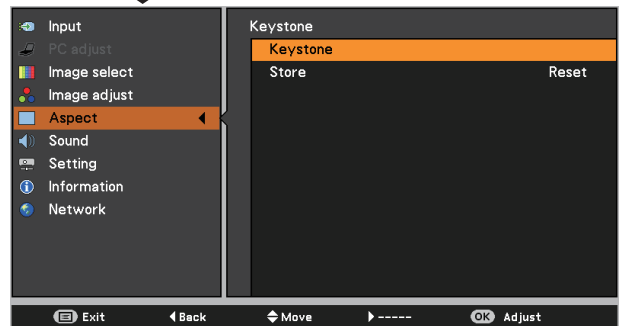 Input
PC adjust
Image select
Image adjust
Aspect
Sound
Setting
Information
Network
Keystone
Keystone
Store Reset
Exit Back Move ----- OK Adjust